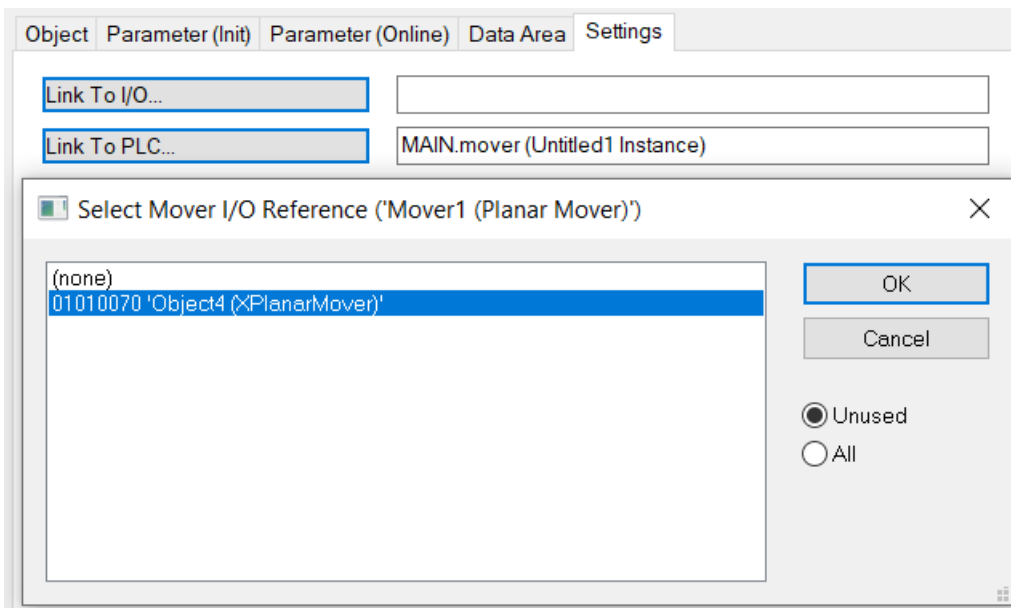 Object Parameter (Init) Parameter (Online) Data Area Settings
Link To I/O...
Link To PLC... MAIN.mover (Untitled1 Instance)
Select Mover I/O Reference ('Mover1 (Planar Mover)')
(none)
01010070 'Object4 (XPlanarMover)'
OK
Cancel
Unused
All